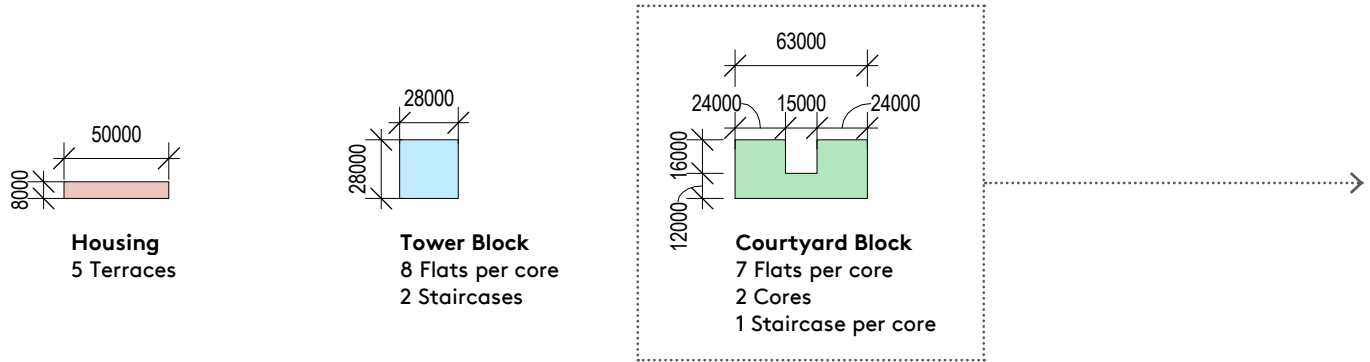 50000
8000
Housing
5 Terraces
28000
28000
Tower Block
8 Flats per core
2 Staircases
63000
24000 15000 24000
16000
12000
Courtyard Block
7 Flats per core
2 Cores
1 Staircase per core